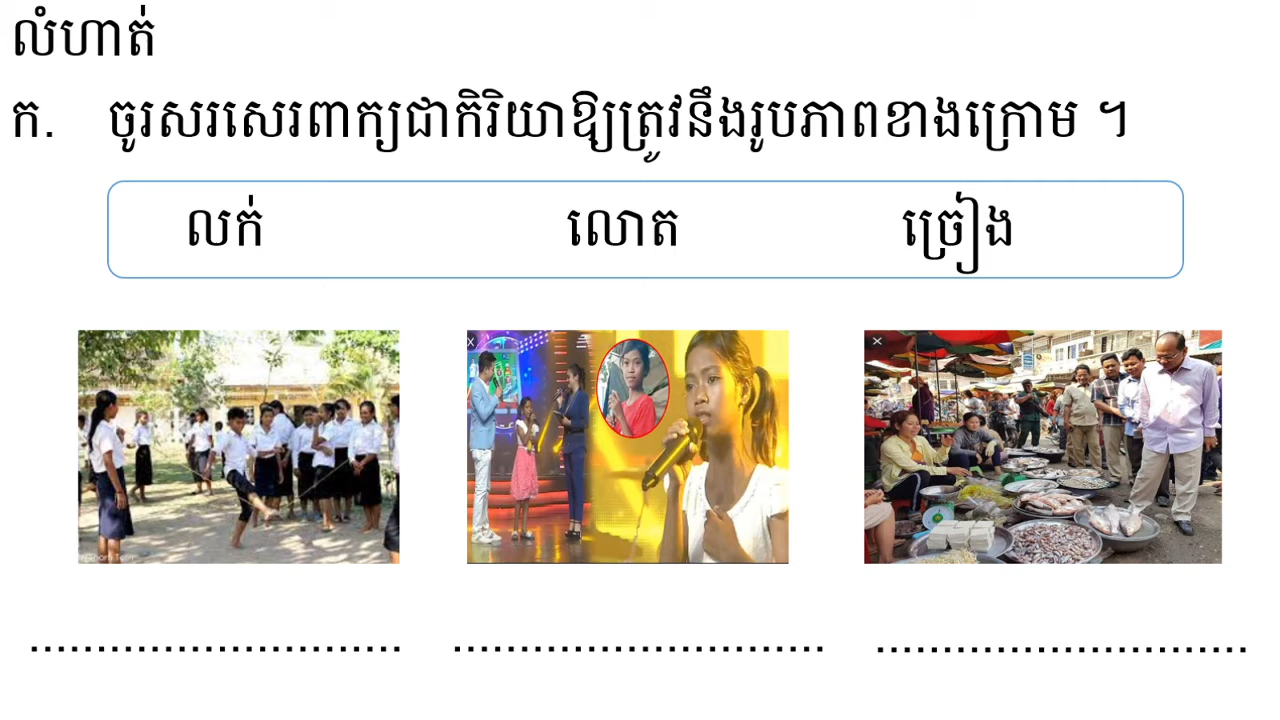 លំហាត់
ក. ចូរសរសេរពាក្យជាកិរិយាឱ្យត្រូវនឹងរូបភាពខាងក្រោម ។
លក់ លោត ច្រៀង
............................ ............................ ............................